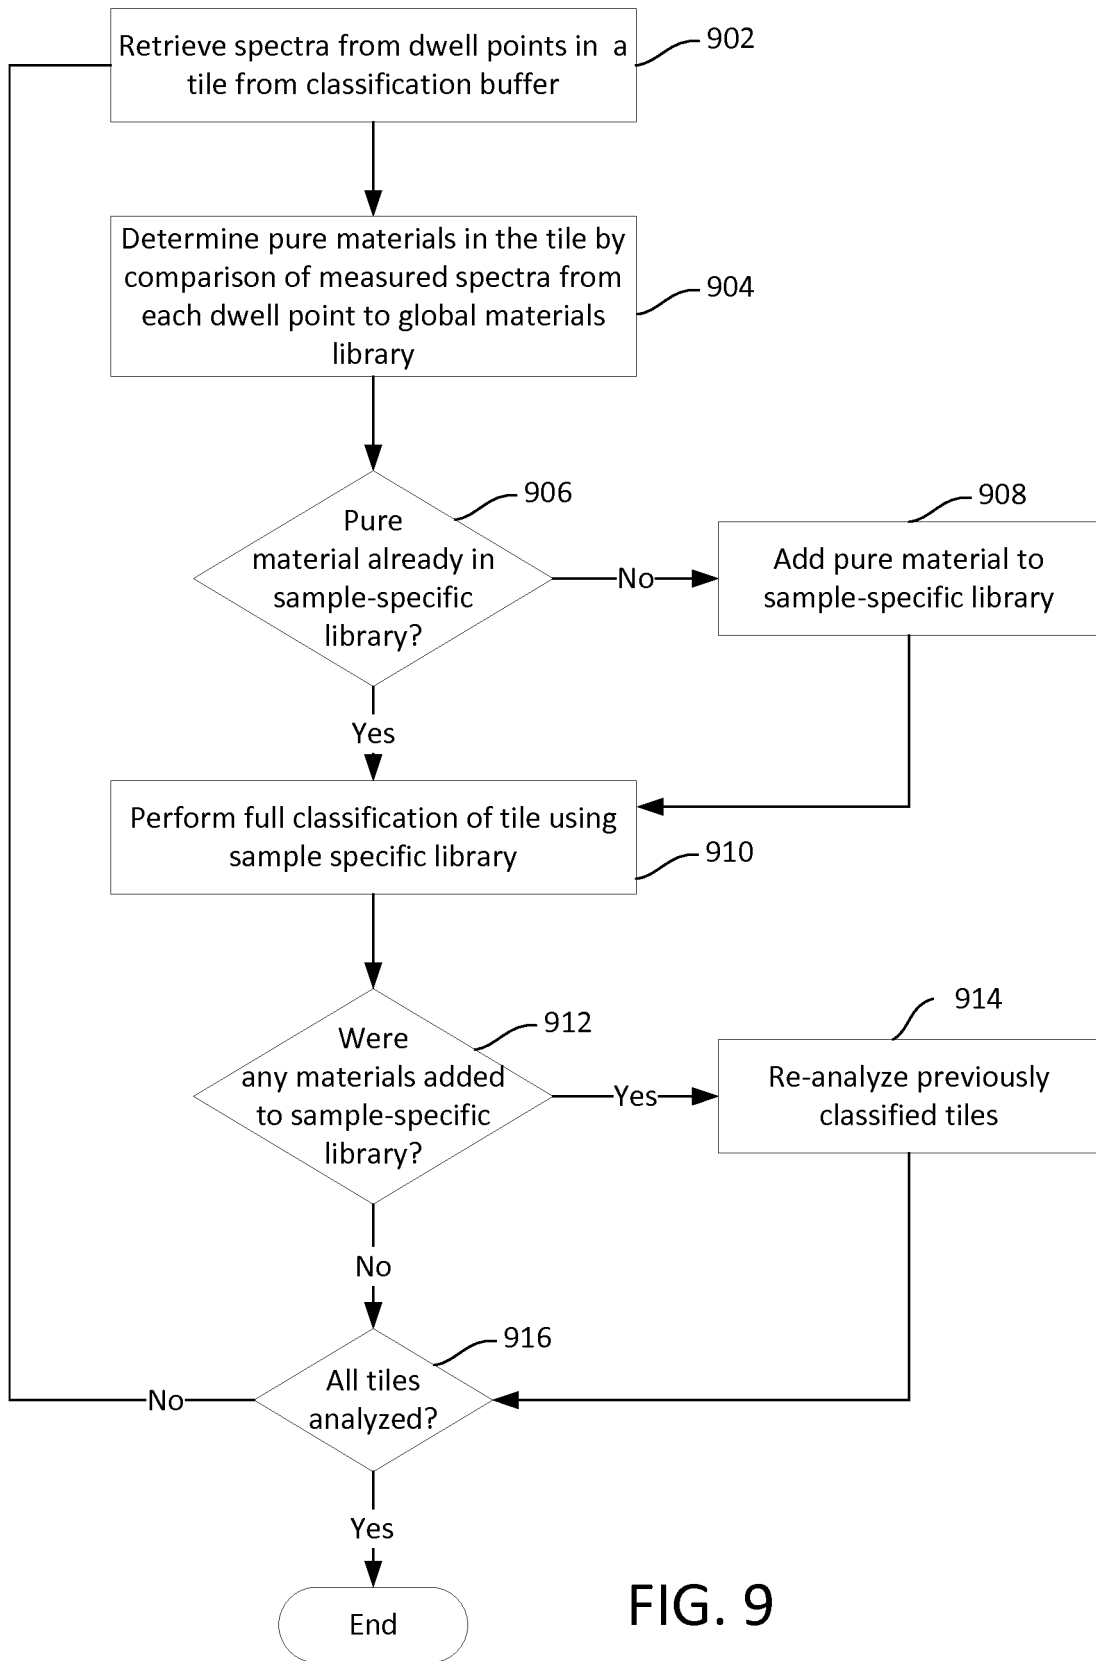 Retrieve spectra from dwell points in a
tile from classification buffer
902
Determine pure materials in the tile by
comparison of measured spectra from
each dwell point to global materials
library
904
Pure
material already in
sample-specific
library?
906
No
Add pure material to
sample-specific library
908
Yes
Perform full classification of tile using
sample specific library
910
Were
any materials added
to sample-specific
library?
912
Yes
Re-analyze previously
classified tiles
914
No
All tiles
analyzed?
916
No
Yes
End
FIG. 9